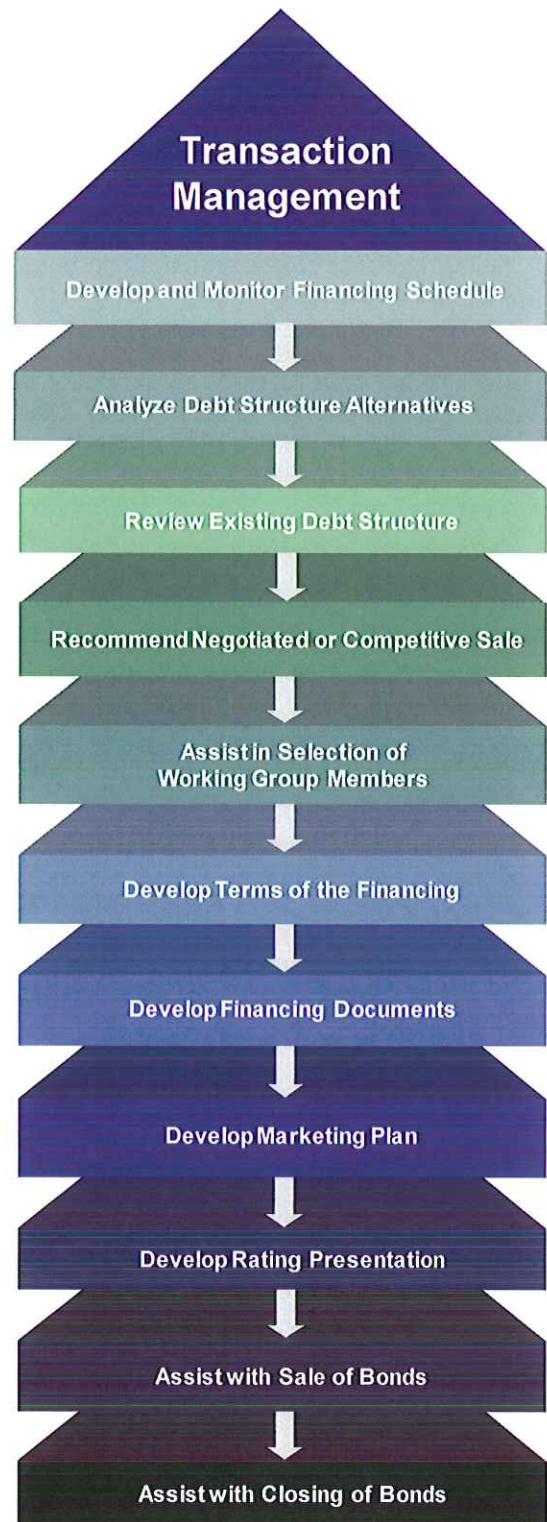 Transaction
Management
Develop and Monitor Financing Schedule
Analyze Debt Structure Alternatives
Review Existing Debt Structure
Recommend Negotiated or Competitive Sale
Assist in Selection of
Working Group Members
Develop Terms of the Financing
Develop Financing Documents
Develop Marketing Plan
Develop Rating Presentation
Assist with Sale of Bonds
Assist with Closing of Bonds